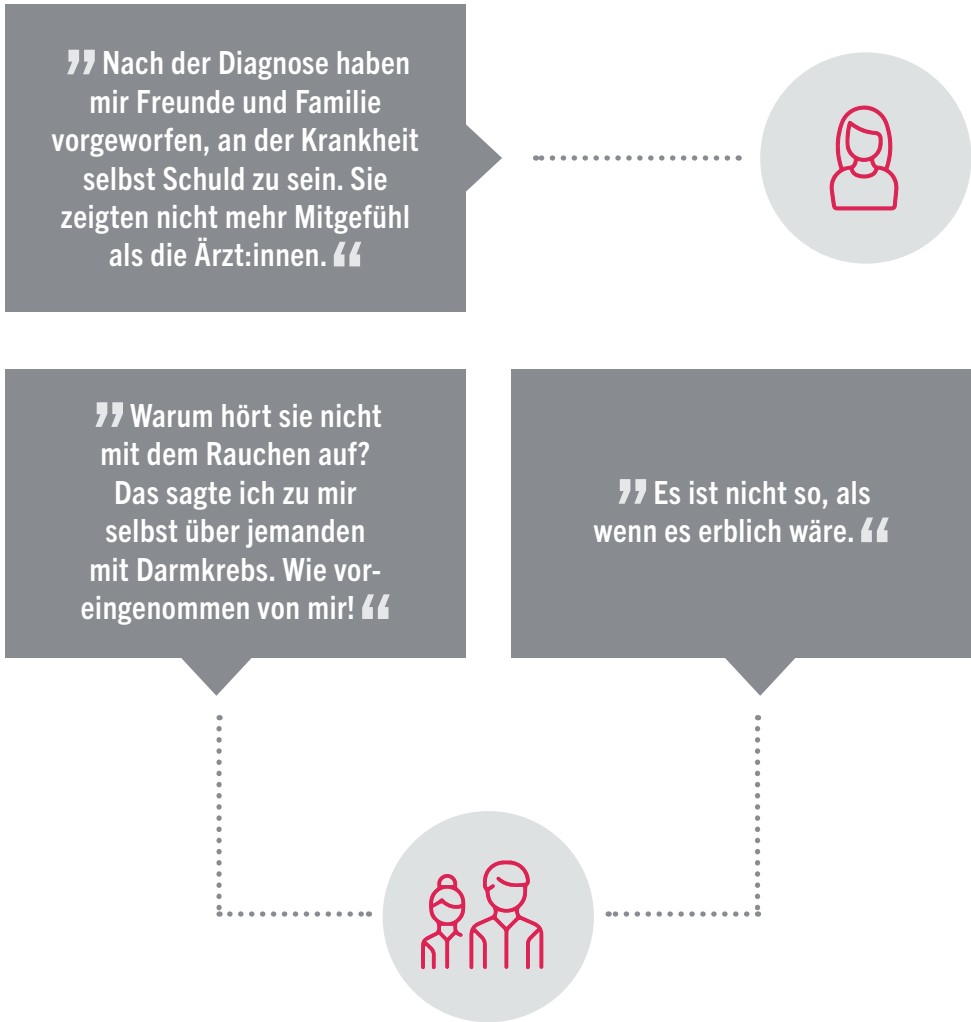 ”Nach der Diagnose haben
mir Freunde und Familie
vorgeworfen, an der Krankheit
selbst Schuld zu sein. Sie
zeigten nicht mehr Mitgefühl
als die Ärzt:innen.“
”Warum hört sie nicht
mit dem Rauchen auf?
Das sagte ich zu mir
selbst über jemanden
mit Darmkrebs. Wie vor-
eingenommen von mir!“
”Es ist nicht so, als
wenn es erblich wäre.“